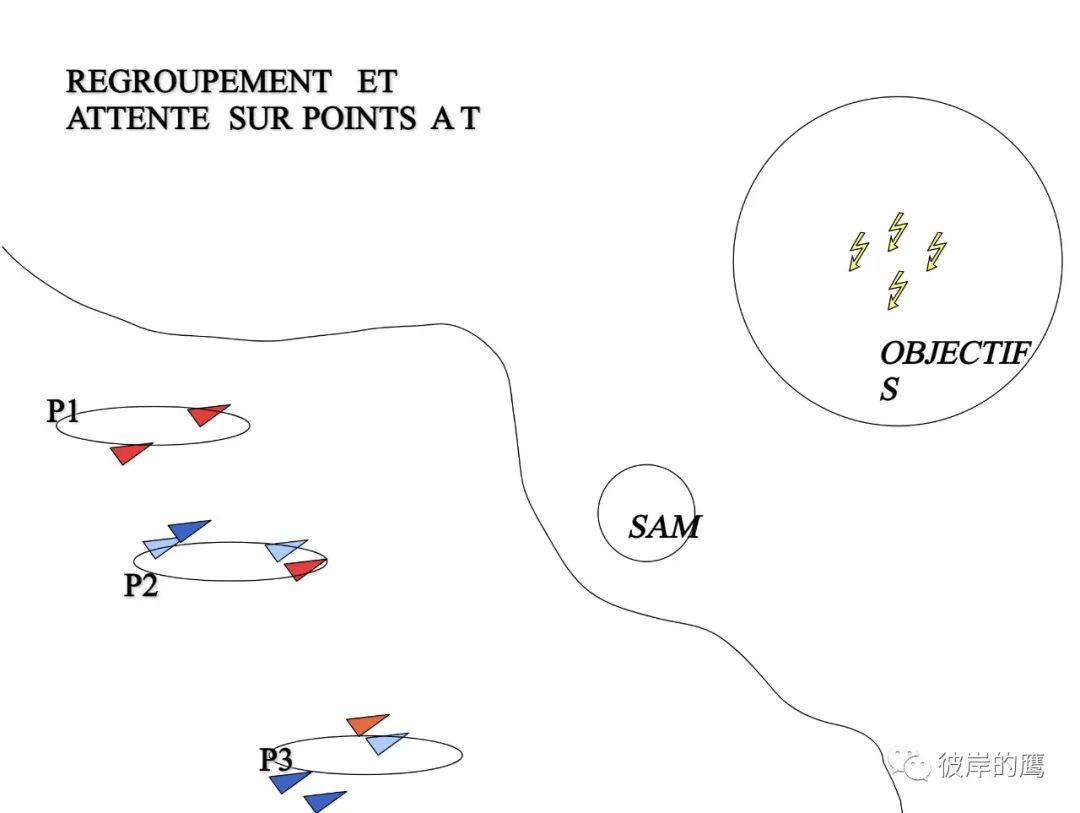 REGROUPEMENT ET
ATTENTE SUR POINTS A T
OBJECTIF
S
P1
SAM
P2
P3
彼岸的鹰